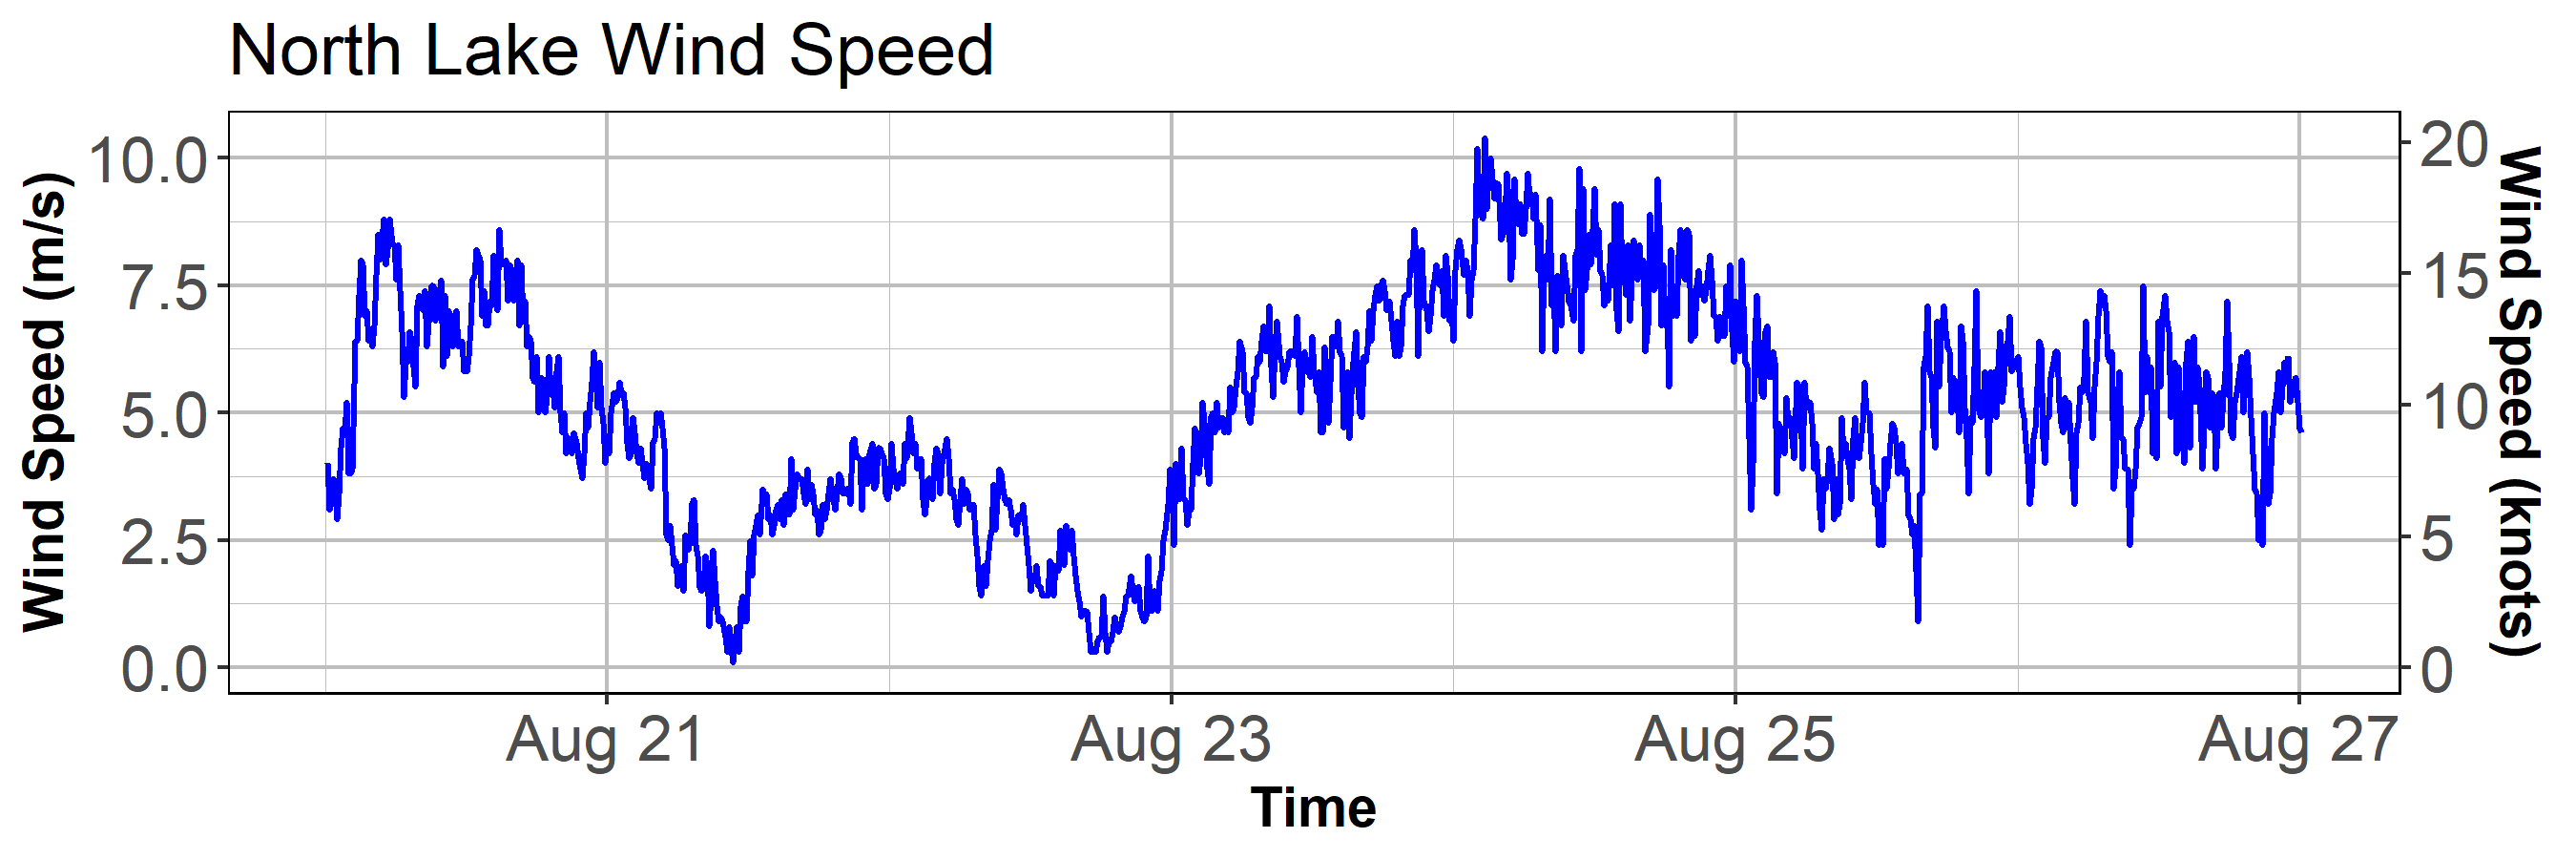 North Lake Wind Speed
Wind Speed (m/s)
10.0
7.5
5.0
2.5
0.0
20
15
10
5
0
Wind Speed (knots)
Aug 21
Aug 23
Aug 25
Aug 27
Time